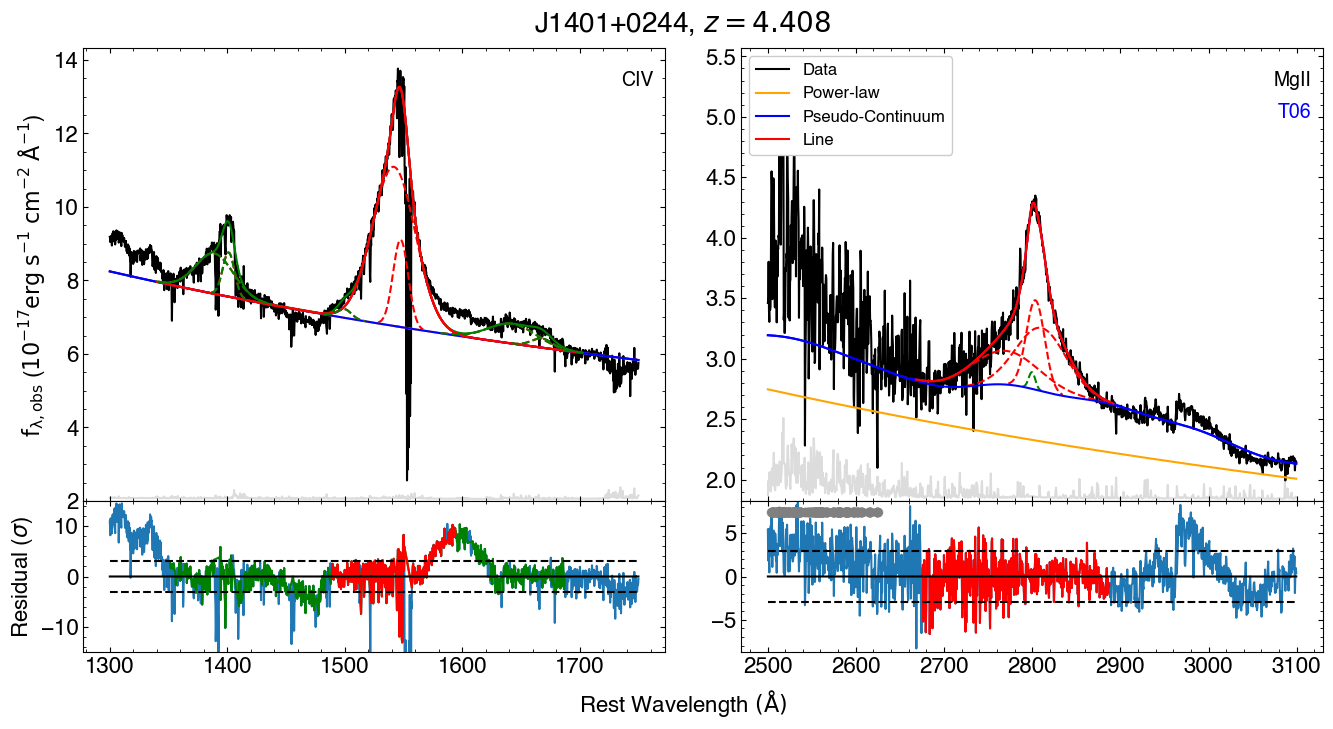 J1401+0244, z = 4.408
CIV
14
12
10
8
6
4
2
f_λ,obs (10⁻¹⁷erg s⁻¹ cm⁻² Å⁻¹)
MgII
T06
Data
Power-law
Pseudo-Continuum
Line
5.5
5.0
4.5
4.0
3.5
3.0
2.5
2.0
Residual (σ)
2
10
0
−10
1300 1400 1500 1600 1700
5
0
−5
2500 2600 2700 2800 2900 3000 3100
Rest Wavelength (Å)